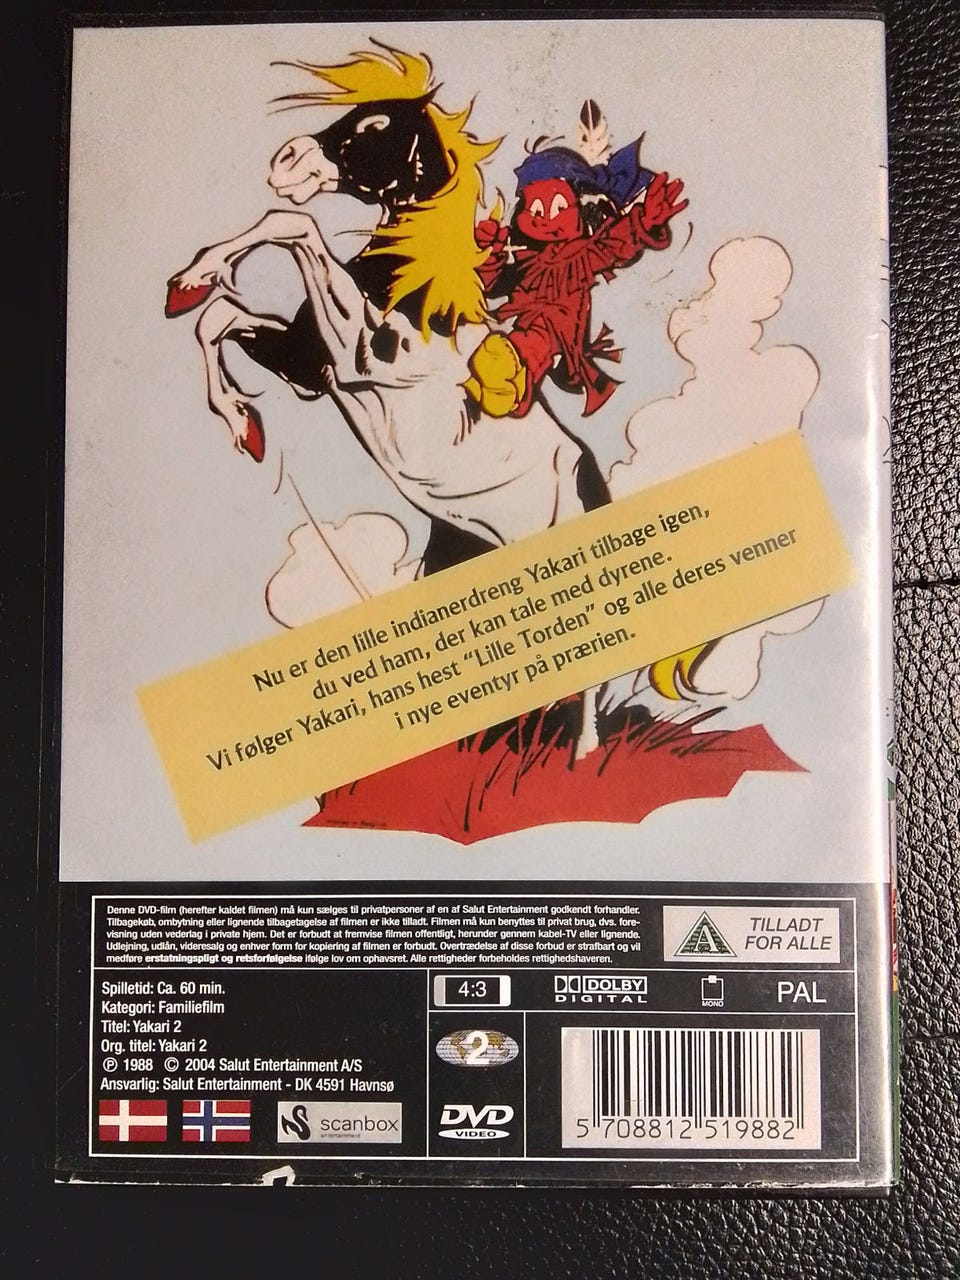 Nu er den lille indianerdreng Yakari tilbage igen,
du ved ham, der kan tale med dyrene.
Vi følger Yakari, hans hest “Lille Torden” og alle deres venner
i nye eventyr på prærien.
Denne DVD-film (herefter kaldet filmen) må kun sælges til privatpersoner af en af Salut Entertainment godkendt forhandler.
Tilbagekøb, ombytning eller lignende tilbagetagelse af filmen er ikke tilladt. Filmen må kun benyttes til privat brug, dvs. fore-
visning uden vederlag i private hjem. Det er forbudt at fremvise filmen offentligt, herunder gennem kabel-TV eller lignende.
Udlejning, udlån, videresalg og enhver form for kopiering af filmen er forbudt. Overtrædelse af disse forbud er strafbart og vil
medføre erstatningspligt og retsforfølgelse ifølge lov om ophavsret. Alle rettigheder forbeholdes rettighedshaveren.
A
TILLADT
FOR ALLE
Spilletid: Ca. 60 min.
Kategori: Familiefilm
Titel: Yakari 2
Org. titel: Yakari 2
℗ 1988 © 2004 Salut Entertainment A/S
Ansvarlig: Salut Entertainment - DK 4591 Havnsø
scanbox
entertainment
4:3
DOLBY
DIGITAL
MONO
PAL
2
DVD
VIDEO
5 708812 519882